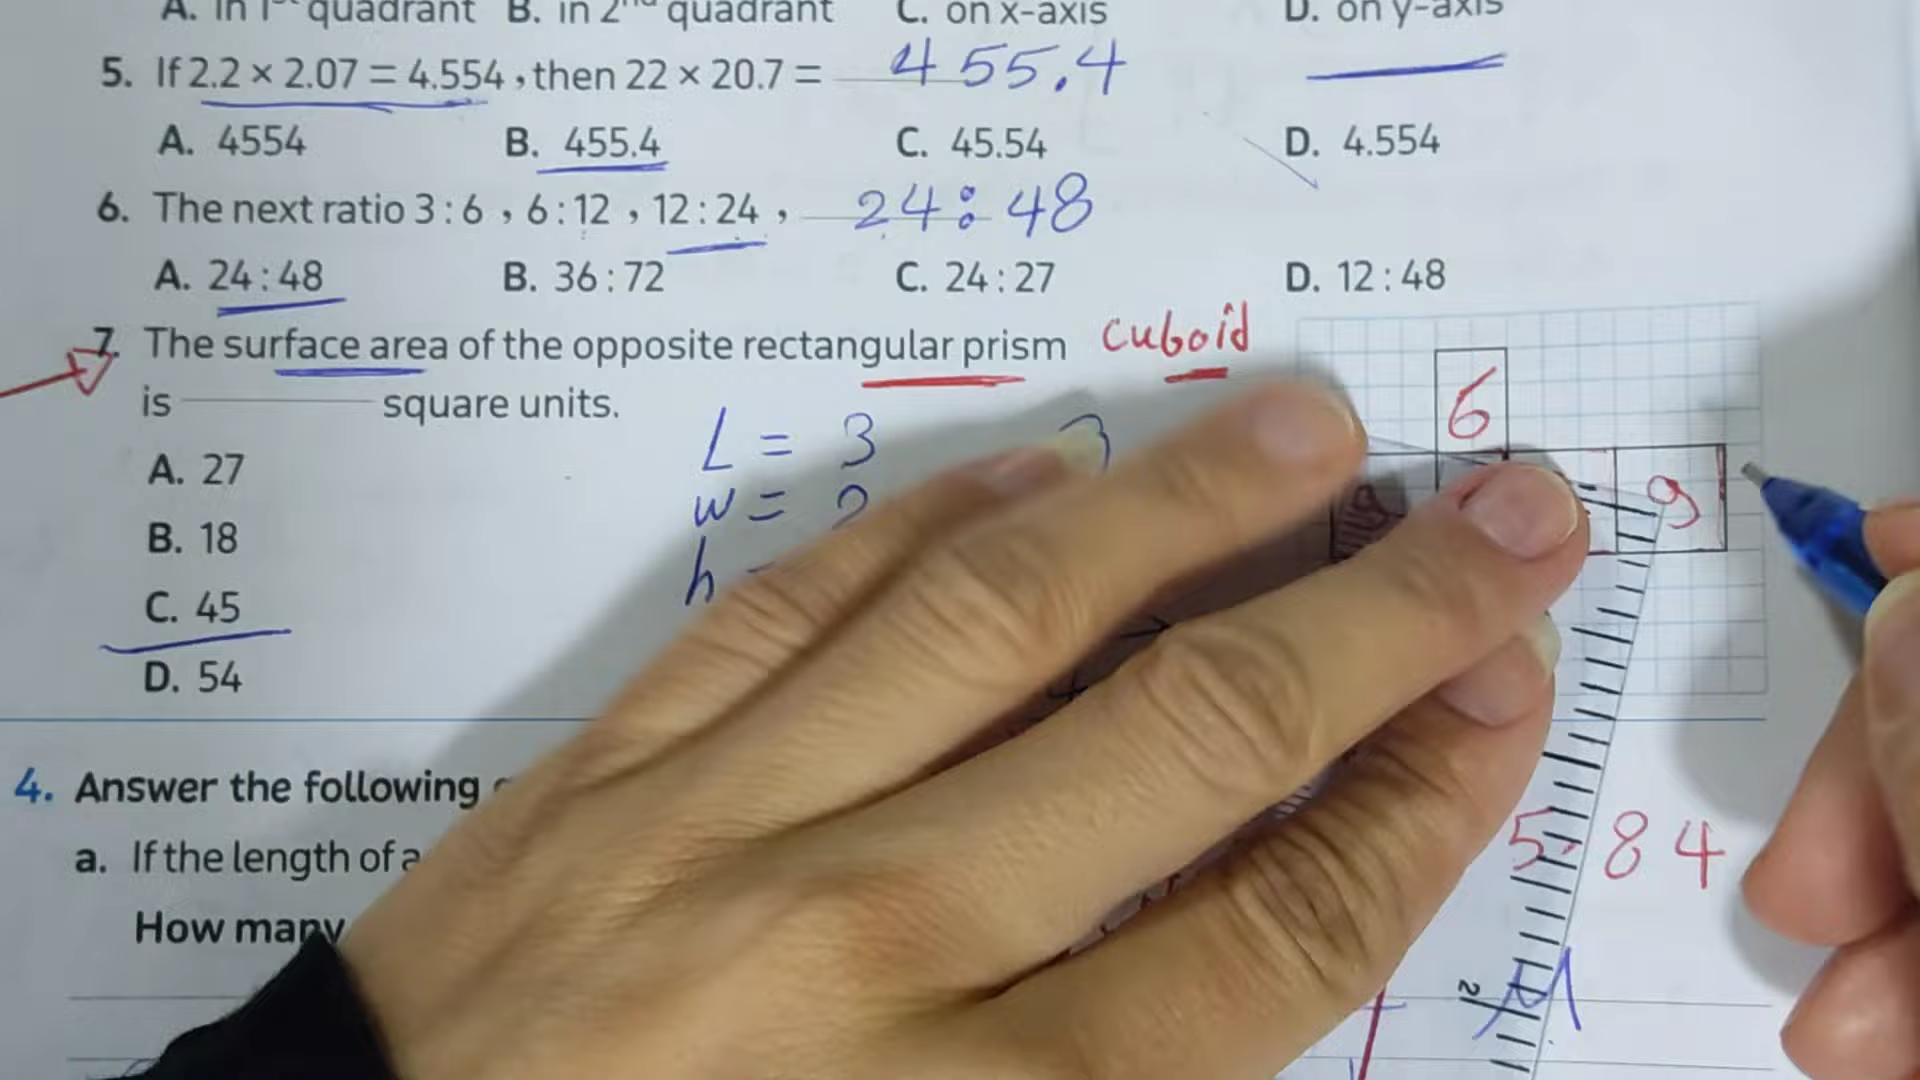 A. in 1st quadrant B. in 2nd quadrant C. on x-axis D. on y-axis
5. If 2.2 × 2.07 = 4.554 , then 22 × 20.7 = 455.4
A. 4554 B. 455.4 C. 45.54 D. 4.554
6. The next ratio 3 : 6 , 6 : 12 , 12 : 24 , 24 : 48
A. 24 : 48 B. 36 : 72 C. 24 : 27 D. 12 : 48
7. The surface area of the opposite rectangular prism cuboid
is square units.
6
9
L = 3
w = 2
h
A. 27
B. 18
C. 45
D. 54
4. Answer the following
a. If the length of a
How many
5.84
2